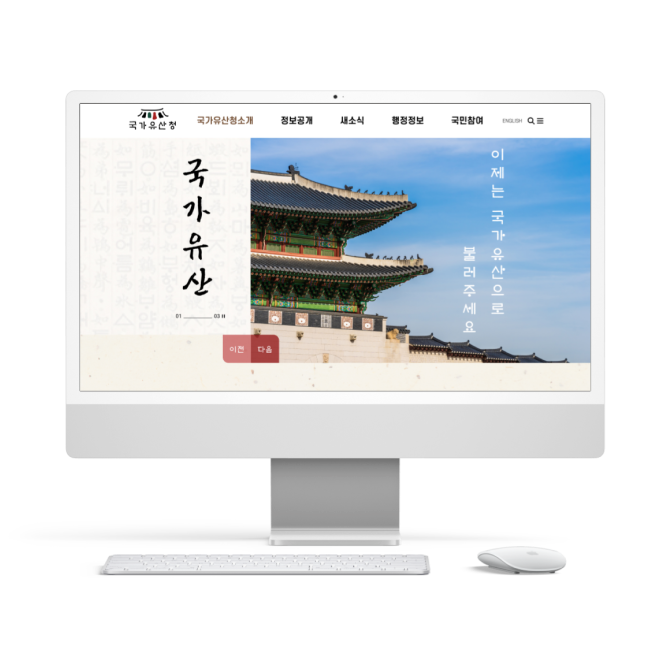 국가유산청
국가유산청소개
정보공개
새소식
행정정보
국민참여
ENGLISH
국가유산
01
03
이전
다음
이제는 국가유산으로
불러주세요